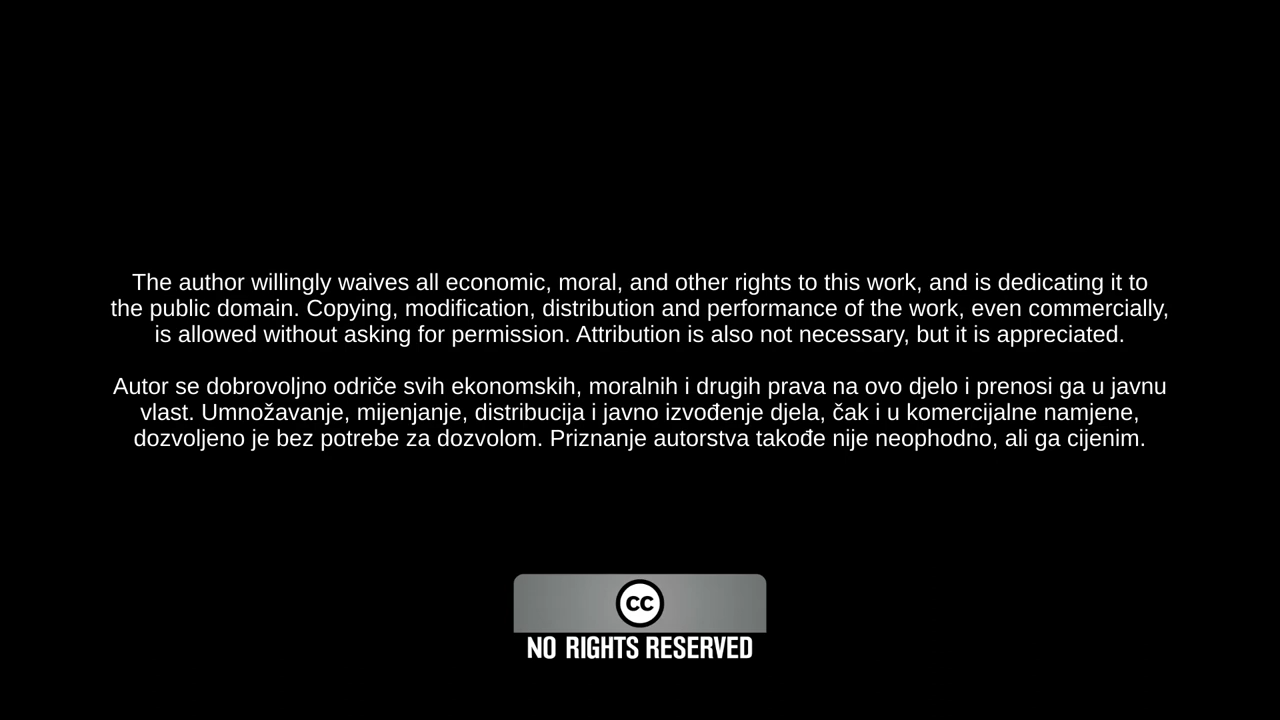 The author willingly waives all economic, moral, and other rights to this work, and is dedicating it to
the public domain. Copying, modification, distribution and performance of the work, even commercially,
is allowed without asking for permission. Attribution is also not necessary, but it is appreciated.
Autor se dobrovoljno odriče svih ekonomskih, moralnih i drugih prava na ovo djelo i prenosi ga u javnu
vlast. Umnožavanje, mijenjanje, distribucija i javno izvođenje djela, čak i u komercijalne namjene,
dozvoljeno je bez potrebe za dozvolom. Priznanje autorstva takođe nije neophodno, ali ga cijenim.
CC
NO RIGHTS RESERVED